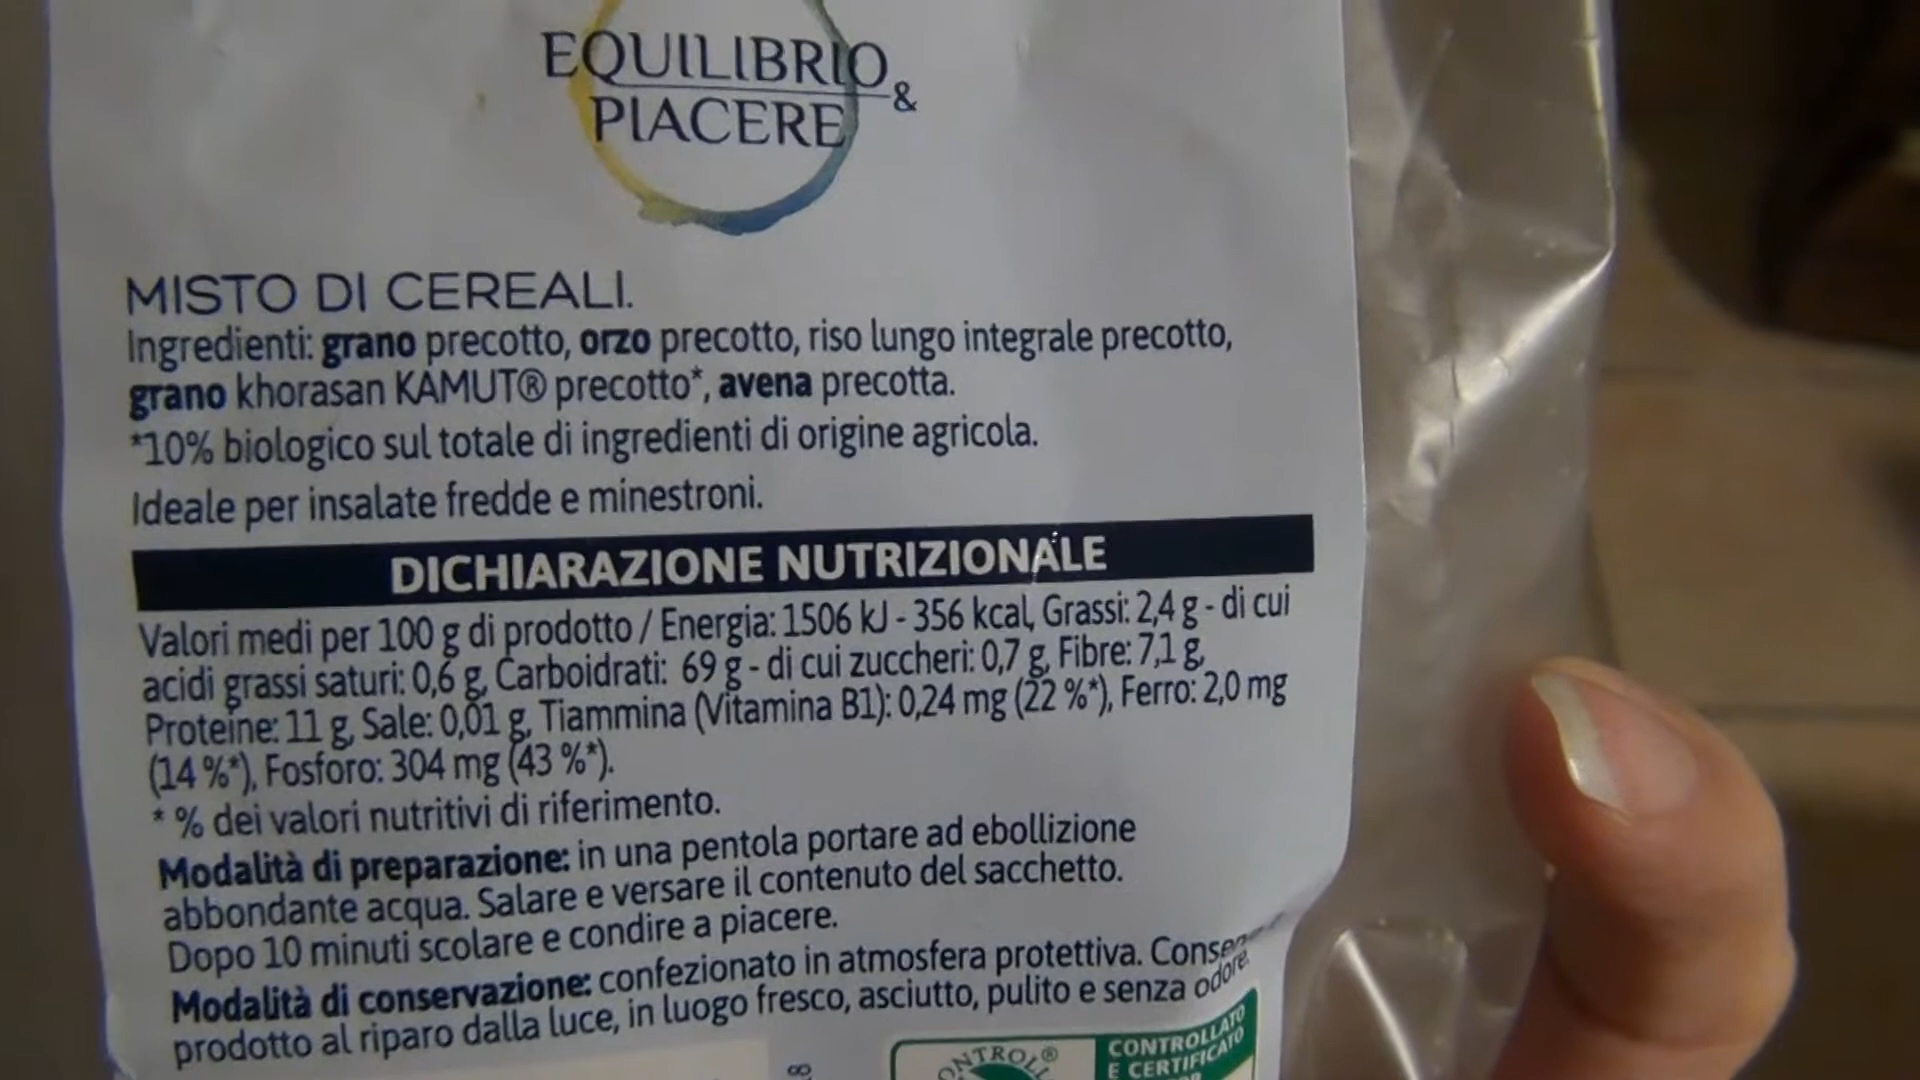 EQUILIBRIO &
PIACERE
MISTO DI CEREALI.
Ingredienti: grano precotto, orzo precotto, riso lungo integrale precotto,
grano khorasan KAMUT® precotto*, avena precotta.
*10% biologico sul totale di ingredienti di origine agricola.
Ideale per insalate fredde e minestroni.
DICHIARAZIONE NUTRIZIONALE
Valori medi per 100 g di prodotto / Energia: 1506 kJ - 356 kcal, Grassi: 2,4 g - di cui
acidi grassi saturi: 0,6 g, Carboidrati: 69 g - di cui zuccheri: 0,7 g, Fibre: 7,1 g,
Proteine: 11 g, Sale: 0,01 g, Tiammina (Vitamina B1): 0,24 mg (22 %*), Ferro: 2,0 mg
(14 %*), Fosforo: 304 mg (43 %*).
* % dei valori nutritivi di riferimento.
Modalità di preparazione: in una pentola portare ad ebollizione
abbondante acqua. Salare e versare il contenuto del sacchetto.
Dopo 10 minuti scolare e condire a piacere.
Modalità di conservazione: confezionato in atmosfera protettiva.
prodotto al riparo dalla luce, in luogo fresco, asciutto, pulito e senza
CONTROLLATO
E CERTIFICATO